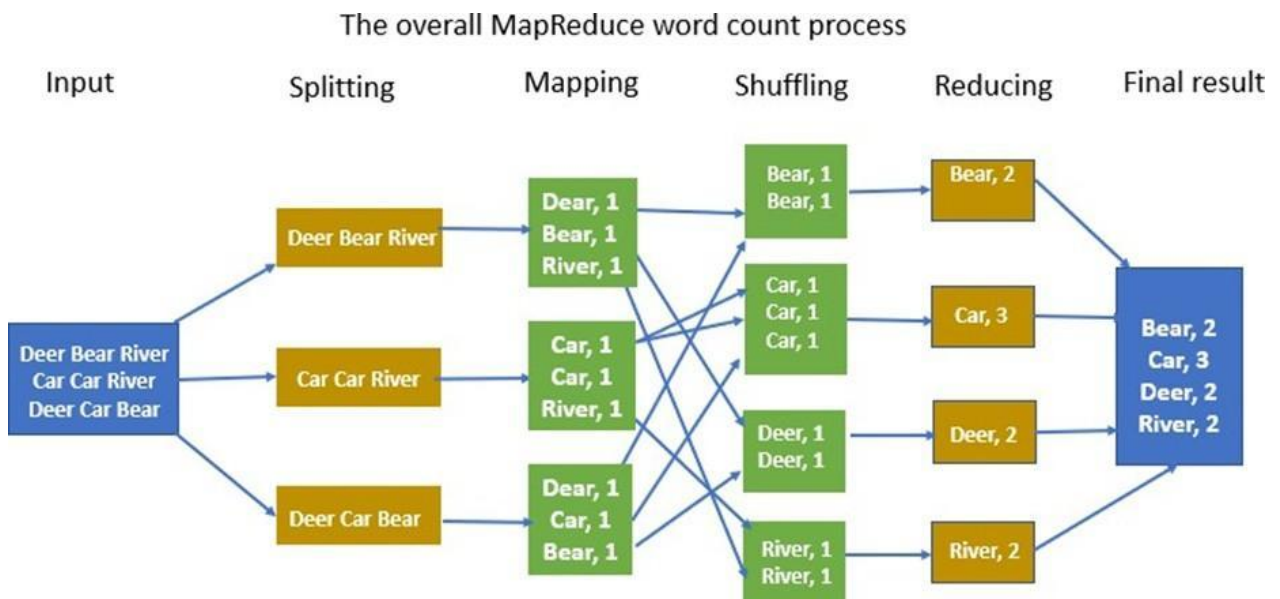 The overall MapReduce word count process
Input
Splitting
Mapping
Shuffling
Reducing
Final result
Deer Bear River
Car Car River
Deer Car Bear
Deer Bear River
Car Car River
Deer Car Bear
Dear, 1
Bear, 1
River, 1
Car, 1
Car, 1
River, 1
Dear, 1
Car, 1
Bear, 1
Bear, 1
Bear, 1
Car, 1
Car, 1
Car, 1
Deer, 1
Deer, 1
River, 1
River, 1
Bear, 2
Car, 3
Deer, 2
River, 2
Bear, 2
Car, 3
Deer, 2
River, 2